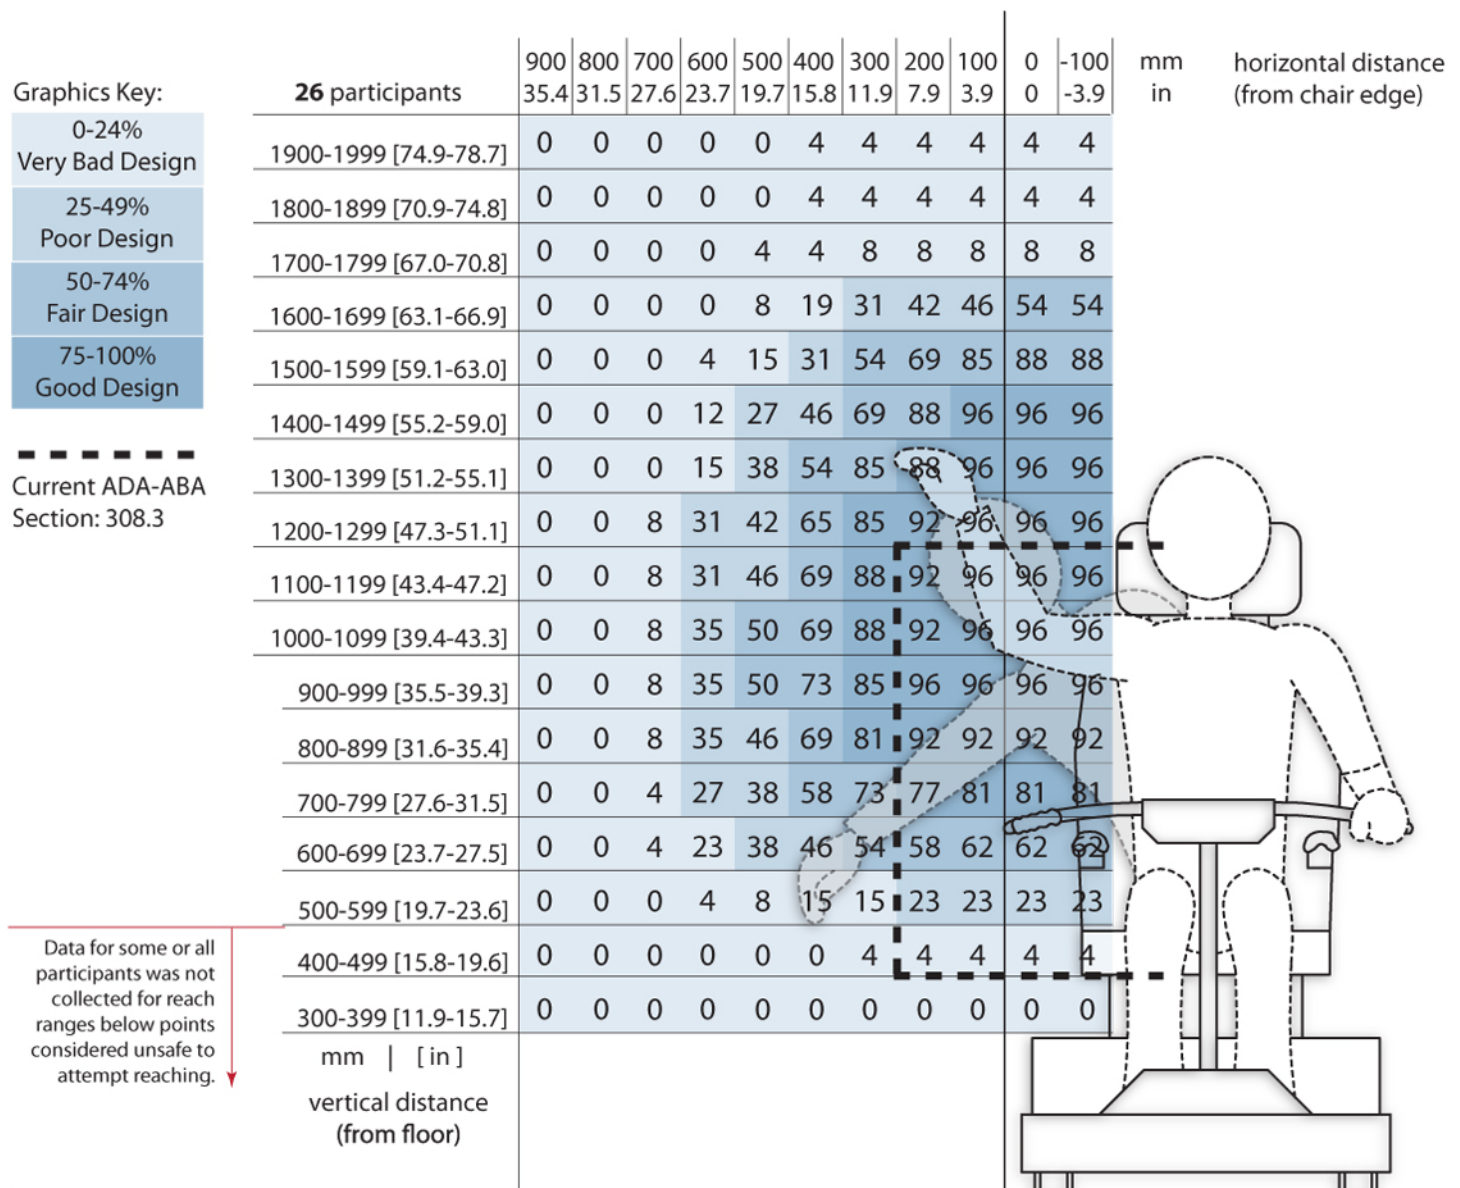 900 800 700 600 500 400 300 200 100 0 -100 mm horizontal distance
Graphics Key: 26 participants 35.4 31.5 27.6 23.7 19.7 15.8 11.9 7.9 3.9 0 -3.9 in (from chair edge)
0-24%
Very Bad Design
25-49%
Poor Design
50-74%
Fair Design
75-100%
Good Design
Current ADA-ABA
Section: 308.3
1900-1999 [74.9-78.7] 0 0 0 0 0 4 4 4 4 4 4
1800-1899 [70.9-74.8] 0 0 0 0 0 4 4 4 4 4 4
1700-1799 [67.0-70.8] 0 0 0 0 4 4 8 8 8 8 8
1600-1699 [63.1-66.9] 0 0 0 0 8 19 31 42 46 54 54
1500-1599 [59.1-63.0] 0 0 0 4 15 31 54 69 85 88 88
1400-1499 [55.2-59.0] 0 0 0 12 27 46 69 88 96 96 96
1300-1399 [51.2-55.1] 0 0 0 15 38 54 85 88 96 96 96
1200-1299 [47.3-51.1] 0 0 8 31 42 65 85 92 96 96 96
1100-1199 [43.4-47.2] 0 0 8 31 46 69 88 92 96 96 96
1000-1099 [39.4-43.3] 0 0 8 35 50 69 88 92 96 96 96
900-999 [35.5-39.3] 0 0 8 35 50 73 85 96 96 96 96
800-899 [31.6-35.4] 0 0 8 35 46 69 81 92 92 92 92
700-799 [27.6-31.5] 0 0 4 27 38 58 73 77 81 81 81
600-699 [23.7-27.5] 0 0 4 23 38 46 54 58 62 62 62
500-599 [19.7-23.6] 0 0 0 4 8 15 15 23 23 23 23
400-499 [15.8-19.6] 0 0 0 0 0 0 4 4 4 4 4
300-399 [11.9-15.7] 0 0 0 0 0 0 0 0 0 0 0
Data for some or all
participants was not
collected for reach
ranges below points
considered unsafe to
attempt reaching.
mm | [ in ]
vertical distance
(from floor)